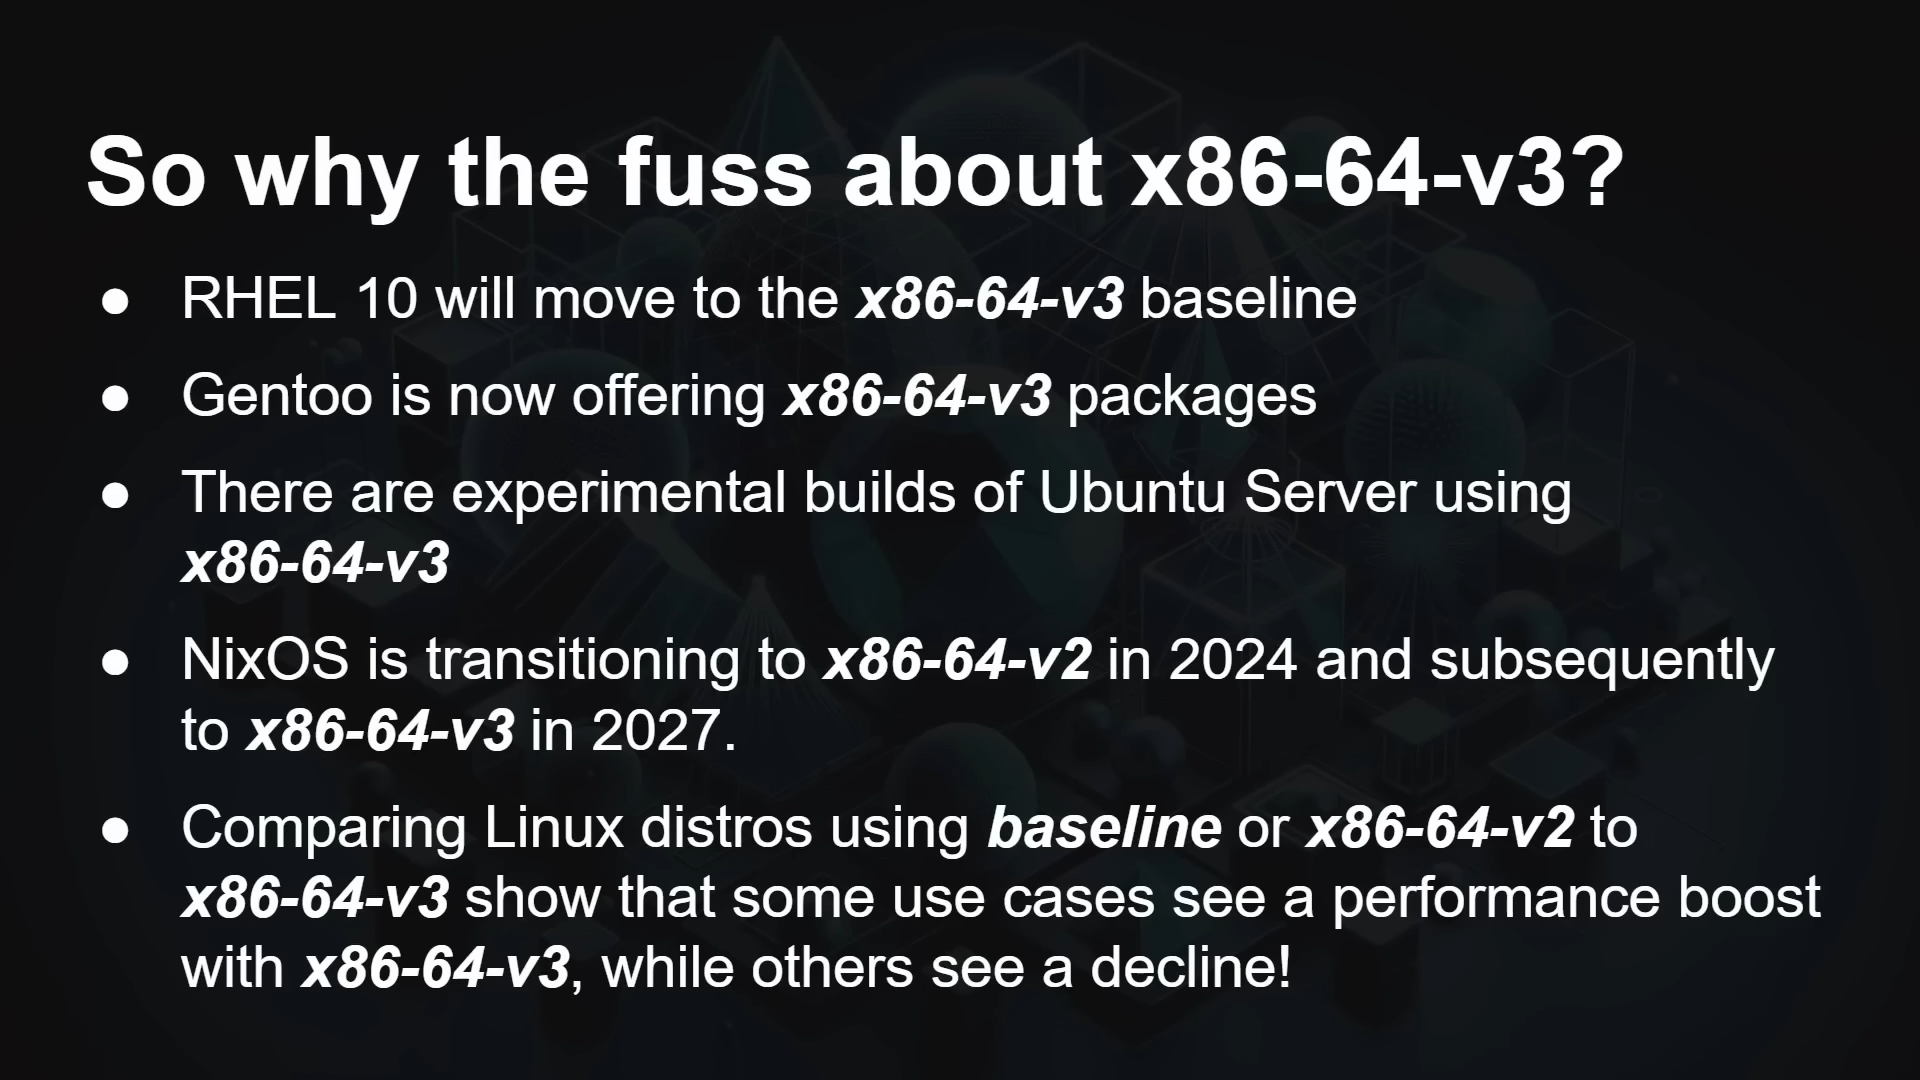 So why the fuss about x86-64-v3?
● RHEL 10 will move to the x86-64-v3 baseline
● Gentoo is now offering x86-64-v3 packages
● There are experimental builds of Ubuntu Server using
x86-64-v3
● NixOS is transitioning to x86-64-v2 in 2024 and subsequently
to x86-64-v3 in 2027.
● Comparing Linux distros using baseline or x86-64-v2 to
x86-64-v3 show that some use cases see a performance boost
with x86-64-v3, while others see a decline!